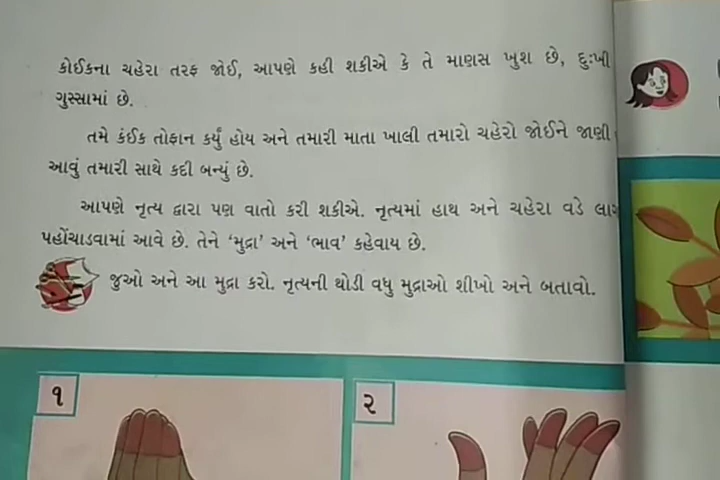 કોઈકના ચહેરા તરફ જોઈ, આપણે કહી શકીએ કે તે માણસ ખુશ છે, દુઃખી
ગુસ્સામાં છે.
તમે કંઈક તોફાન કર્યું હોય અને તમારી માતા ખાલી તમારો ચહેરો જોઈને જાણી
આવું તમારી સાથે કદી બન્યું છે.
આપણે નૃત્ય દ્વારા પણ વાતો કરી શકીએ. નૃત્યમાં હાથ અને ચહેરા વડે
પહોંચાડવામાં આવે છે. તેને ‘મુદ્રા’ અને ‘ભાવ’ કહેવાય છે.
જુઓ અને આ મુદ્રા કરો. નૃત્યની થોડી વધુ મુદ્રાઓ શીખો અને બતાવો.
૧
૨